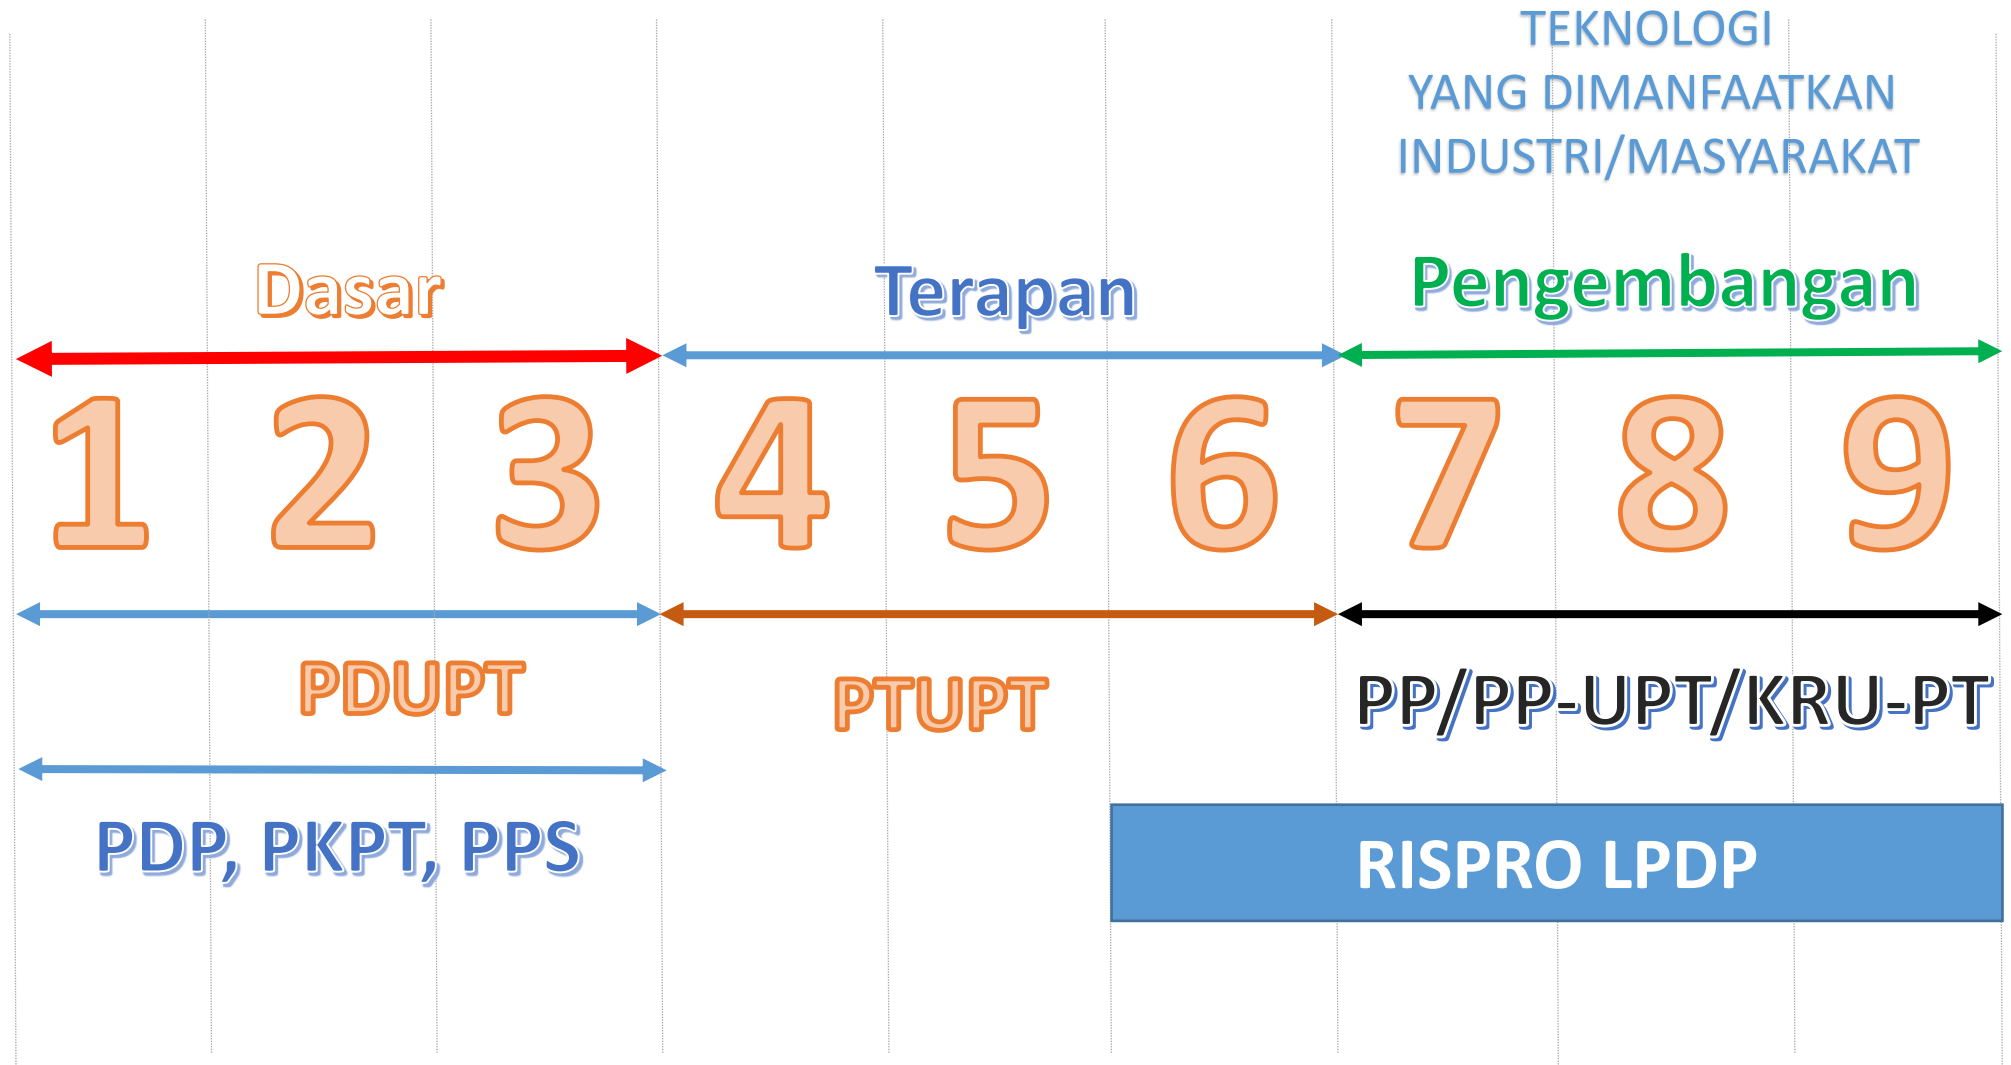 TEKNOLOGI
YANG DIMANFAATKAN
INDUSTRI/MASYARAKAT
Dasar
Terapan
Pengembangan
1 2 3 4 5 6 7 8 9
PDUPT
PTUPT
PP/PP-UPT/KRU-PT
PDP, PKPT, PPS
RISPRO LPDP